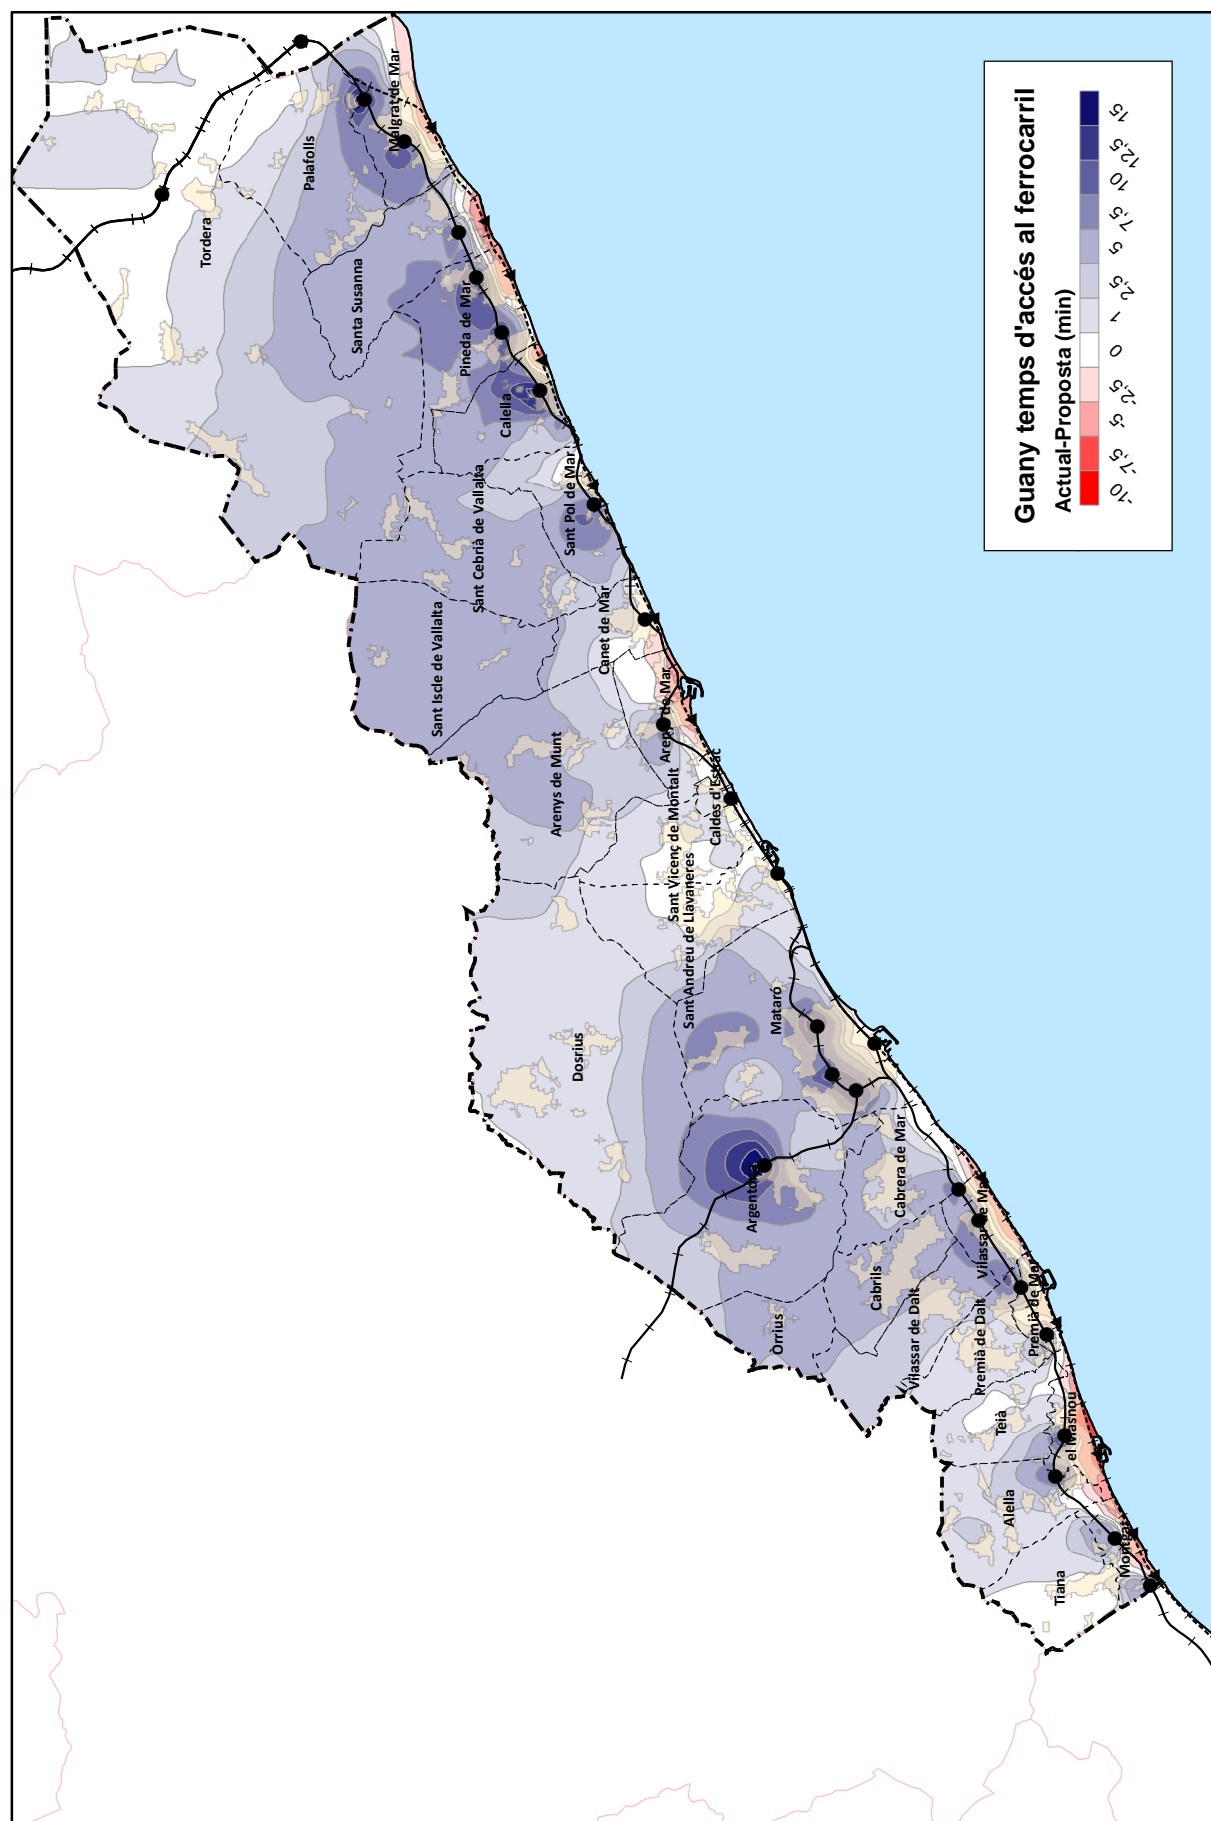 Guany temps d'accés al ferrocarril
Actual-Proposta (min)
-10
-7,5
-5
-2,5
0
1
2,5
5
7,5
10
12,5
15
Tordera
Palafolls
Malgrat de Mar
Santa Susanna
Pineda de Mar
Calella
Sant Cebrià de Vallalta
Sant Pol de Mar
Sant Iscle de Vallalta
Canet de Mar
Arenys de Munt
Arenys de Mar
Sant Vicenç de Montalt
Caldes d'Estrac
Sant Andreu de Llavaneres
Dosrius
Mataró
Argentona
Cabrera de Mar
Orrius
Cabrils
Vilassar de Dalt
Vilassar de Mar
Premià de Dalt
Premià de Mar
Teià
el Masnou
Alella
Tiana
Montgat